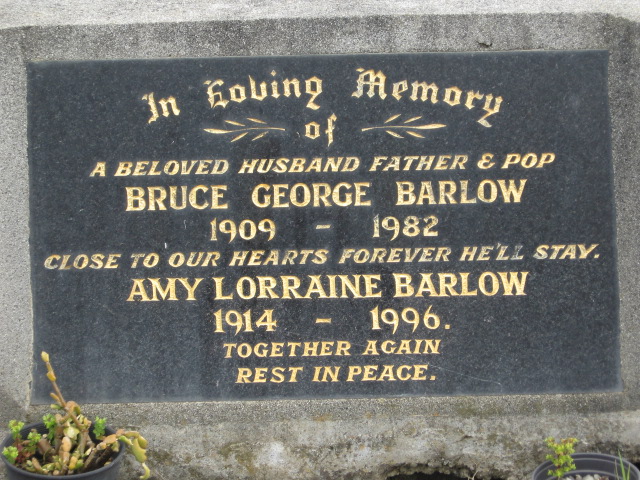 In Loving Memory
of
A BELOVED HUSBAND FATHER & POP
BRUCE GEORGE BARLOW
1909 - 1982
CLOSE TO OUR HEARTS FOREVER HE'LL STAY.
AMY LORRAINE BARLOW
1914 - 1996.
TOGETHER AGAIN
REST IN PEACE.